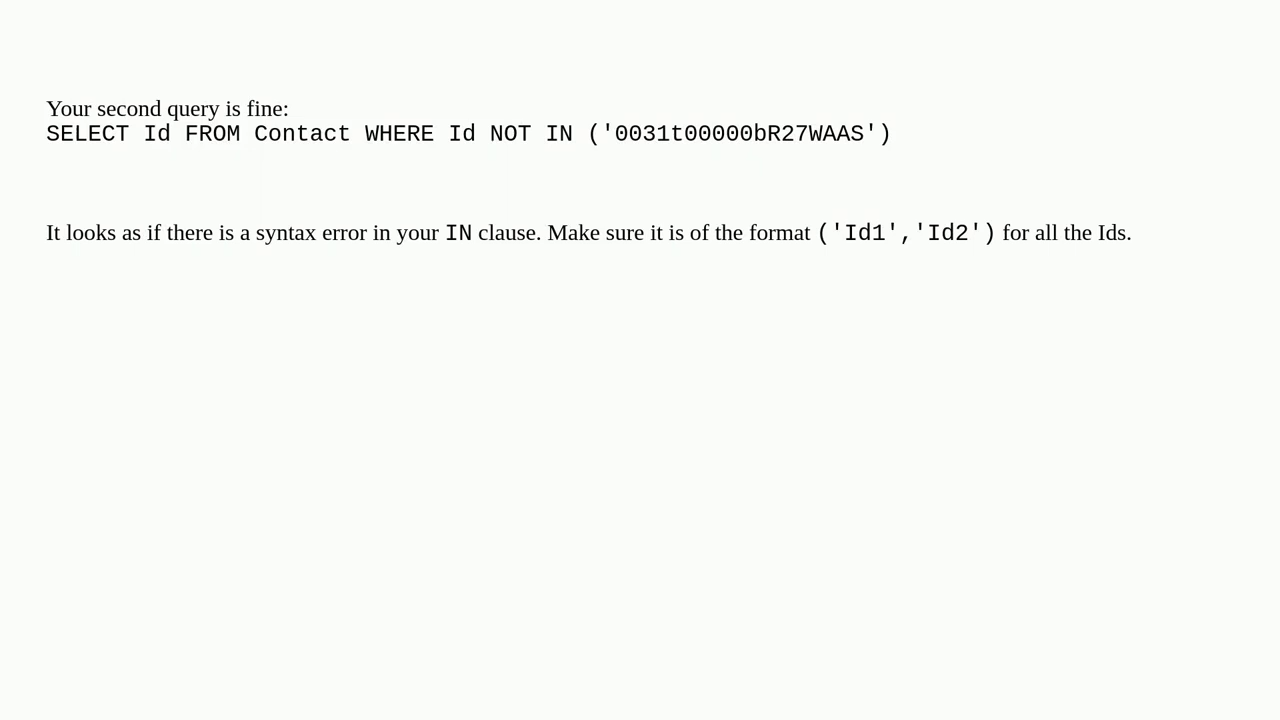 Your second query is fine:
SELECT Id FROM Contact WHERE Id NOT IN ('0031t00000bR27WAAS')
It looks as if there is a syntax error in your IN clause. Make sure it is of the format ('Id1','Id2') for all the Ids.